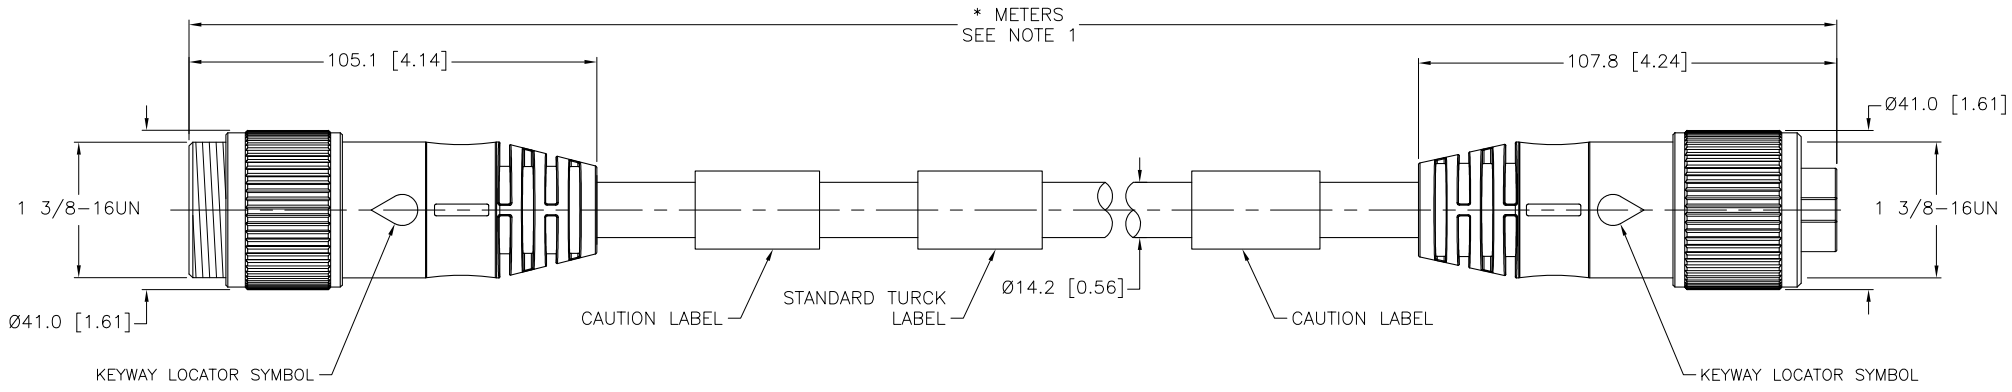 * METERS
SEE NOTE 1
105.1 [4.14]
107.8 [4.24]
Ø41.0 [1.61]
1 3/8-16UN
1 3/8-16UN
Ø14.2 [0.56]
STANDARD TURCK
LABEL
CAUTION LABEL
CAUTION LABEL
Ø41.0 [1.61]
KEYWAY LOCATOR SYMBOL
KEYWAY LOCATOR SYMBOL